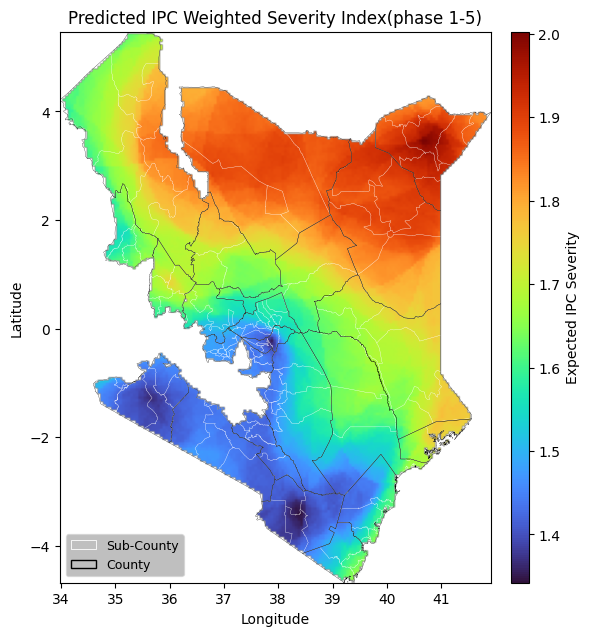 Predicted IPC Weighted Severity Index(phase 1-5)
2.0
1.9
1.8
1.7
1.6
1.5
1.4
Expected IPC Severity
4
2
0
−2
−4
Latitude
Sub-County
County
34 35 36 37 38 39 40 41
Longitude